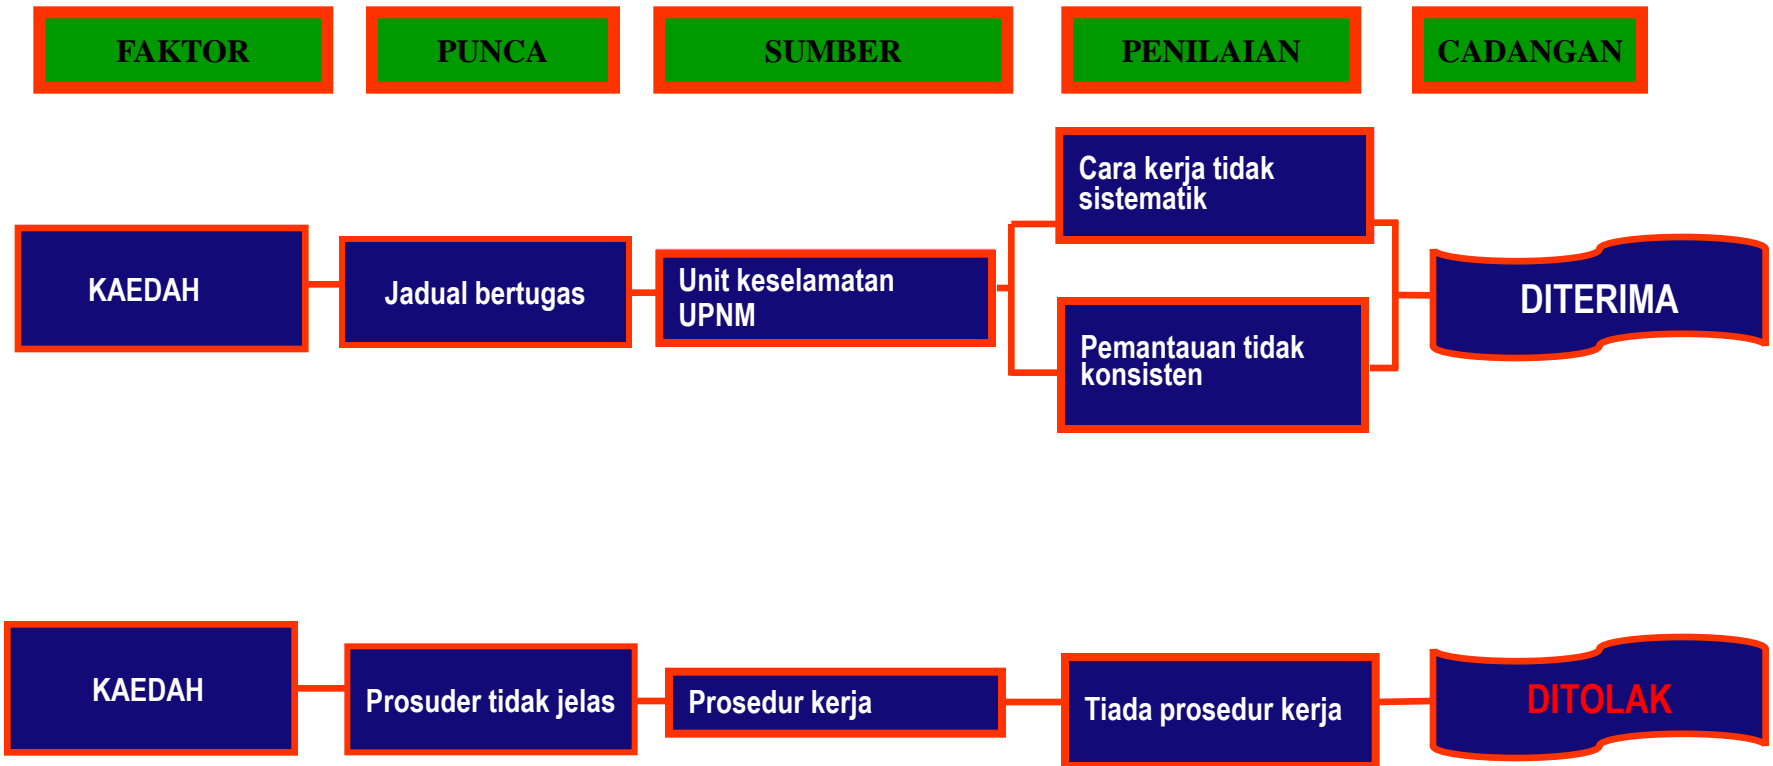 FAKTOR
PUNCA
SUMBER
PENILAIAN
CADANGAN
KAEDAH
Jadual bertugas
Unit keselamatan
UPNM
Cara kerja tidak
sistematik
Pemantauan tidak
konsisten
DITERIMA
KAEDAH
Prosuder tidak jelas
Prosedur kerja
Tiada prosedur kerja
DITOLAK